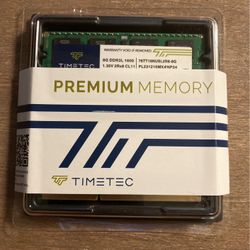 WARRANTY VOID IF REMOVED
TIMETEC
8G DDR3L 1600
1.35V 2Rx8 CL11
PREMIUM MEMORY
TIMETEC